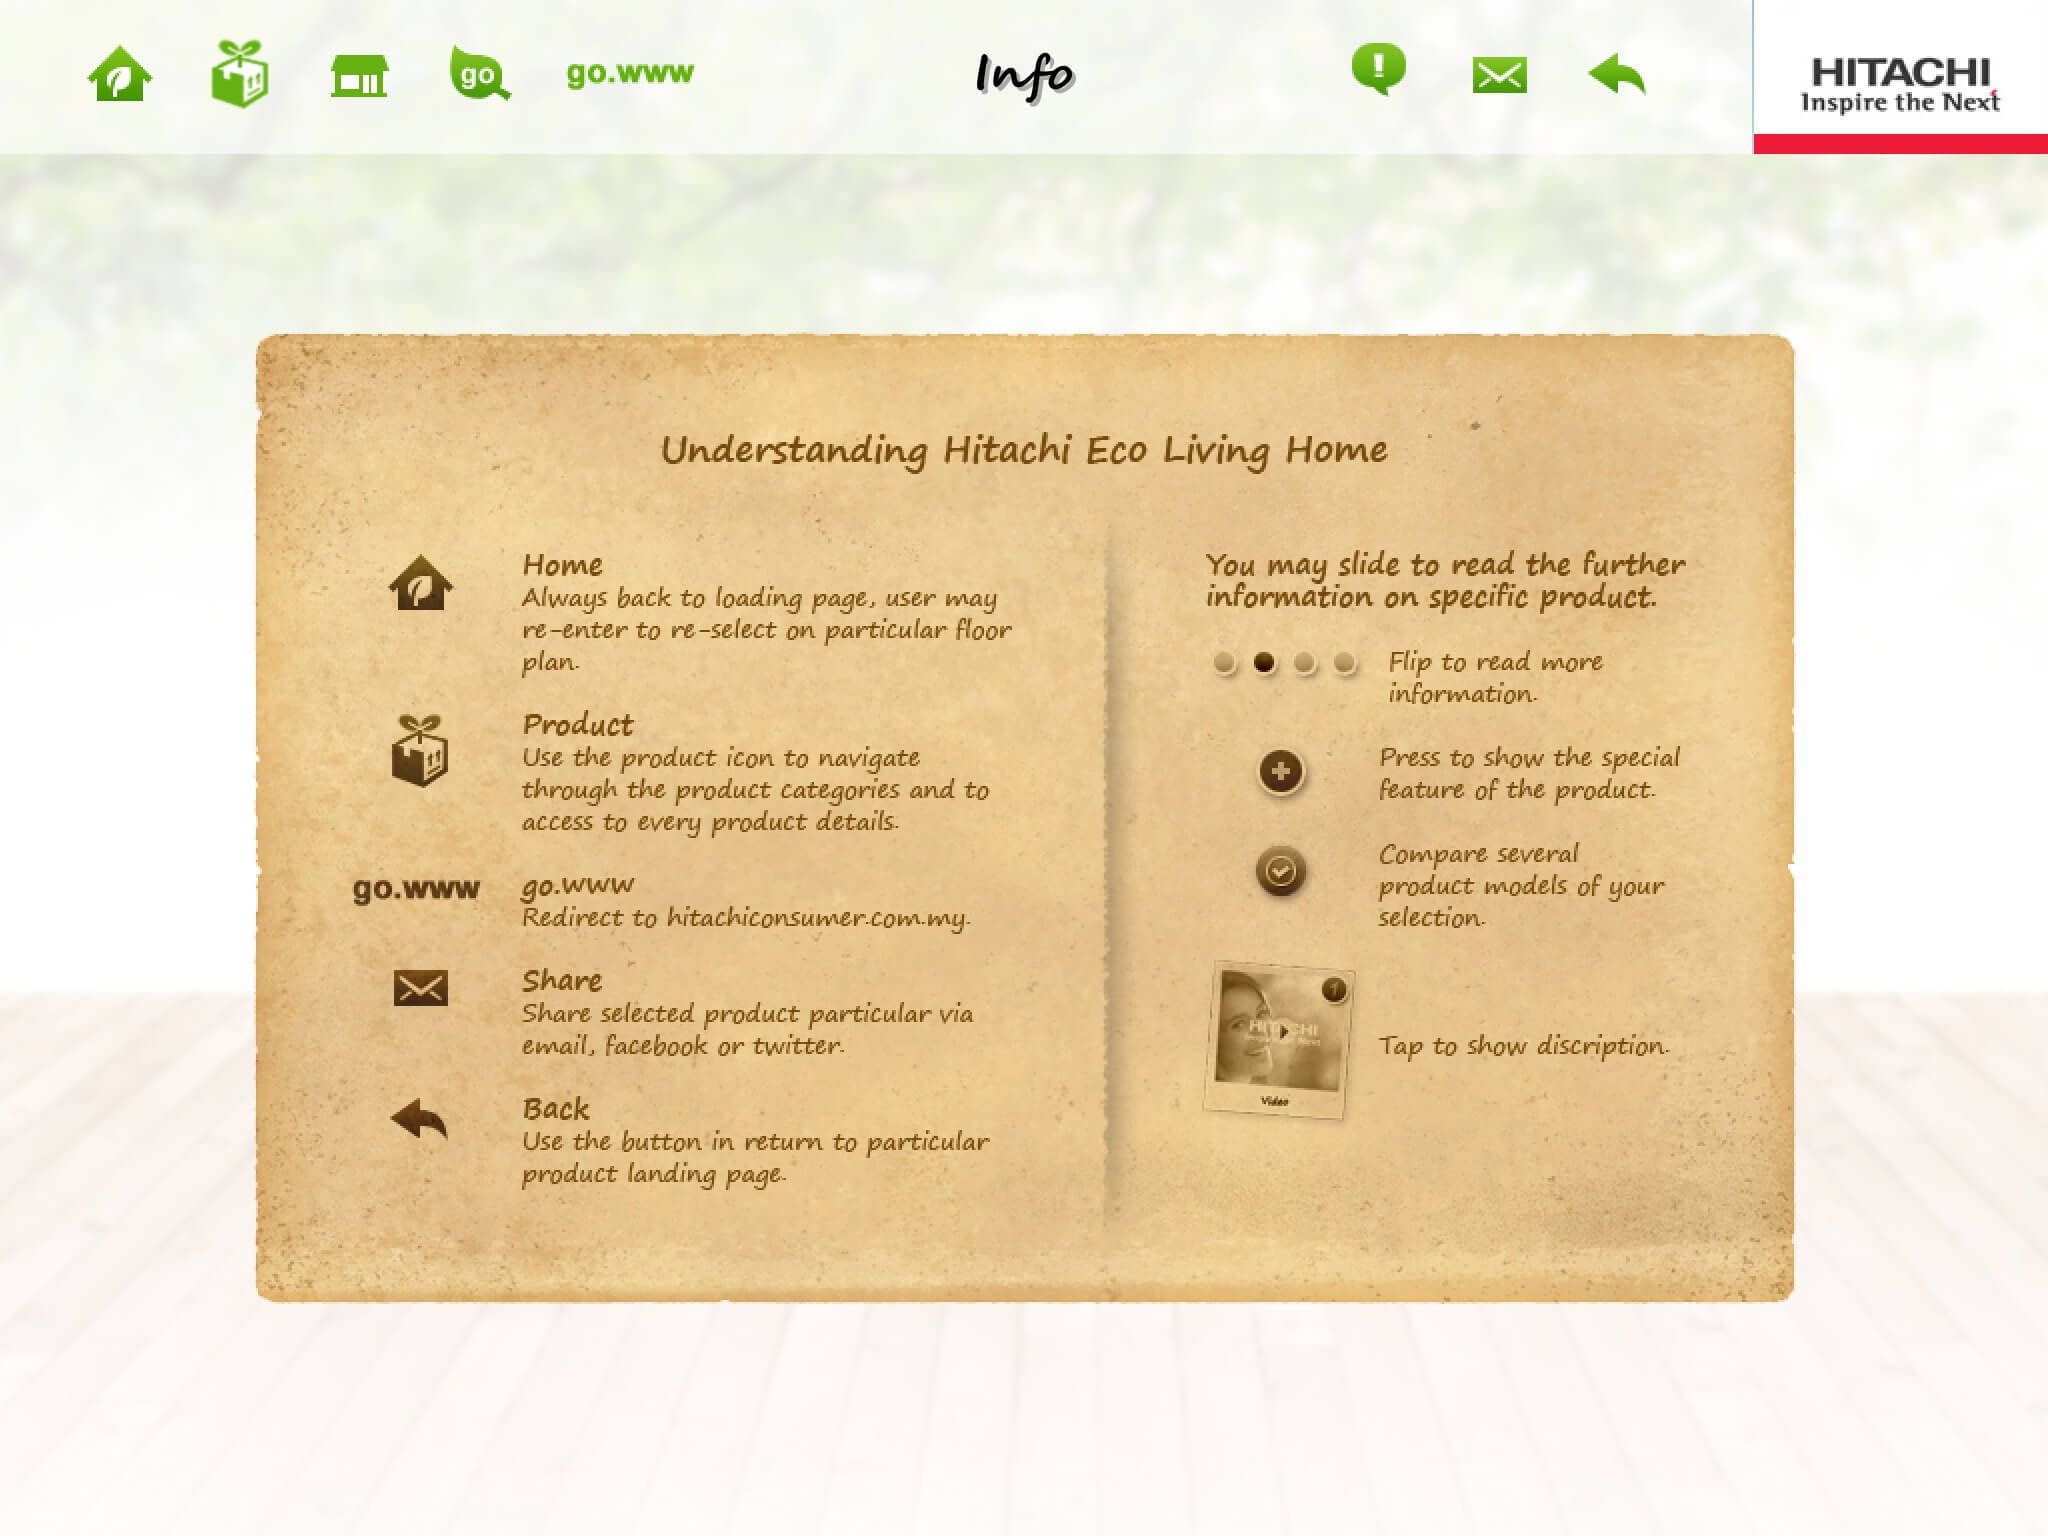 go
go.www
Info
!
HITACHI
Inspire the Next
Understanding Hitachi Eco Living Home
Home
Always back to loading page, user may
re-enter to re-select on particular floor
plan.
Product
Use the product icon to navigate
through the product categories and to
access to every product details.
go.www
go.www
Redirect to hitachiconsumer.com.my.
Share
Share selected product particular via
email, facebook or twitter.
Back
Use the button in return to particular
product landing page.
You may slide to read the further
information on specific product.
Flip to read more
information.
Press to show the special
feature of the product.
Compare several
product models of your
selection.
1
HITACHI
Video
Tap to show discription.